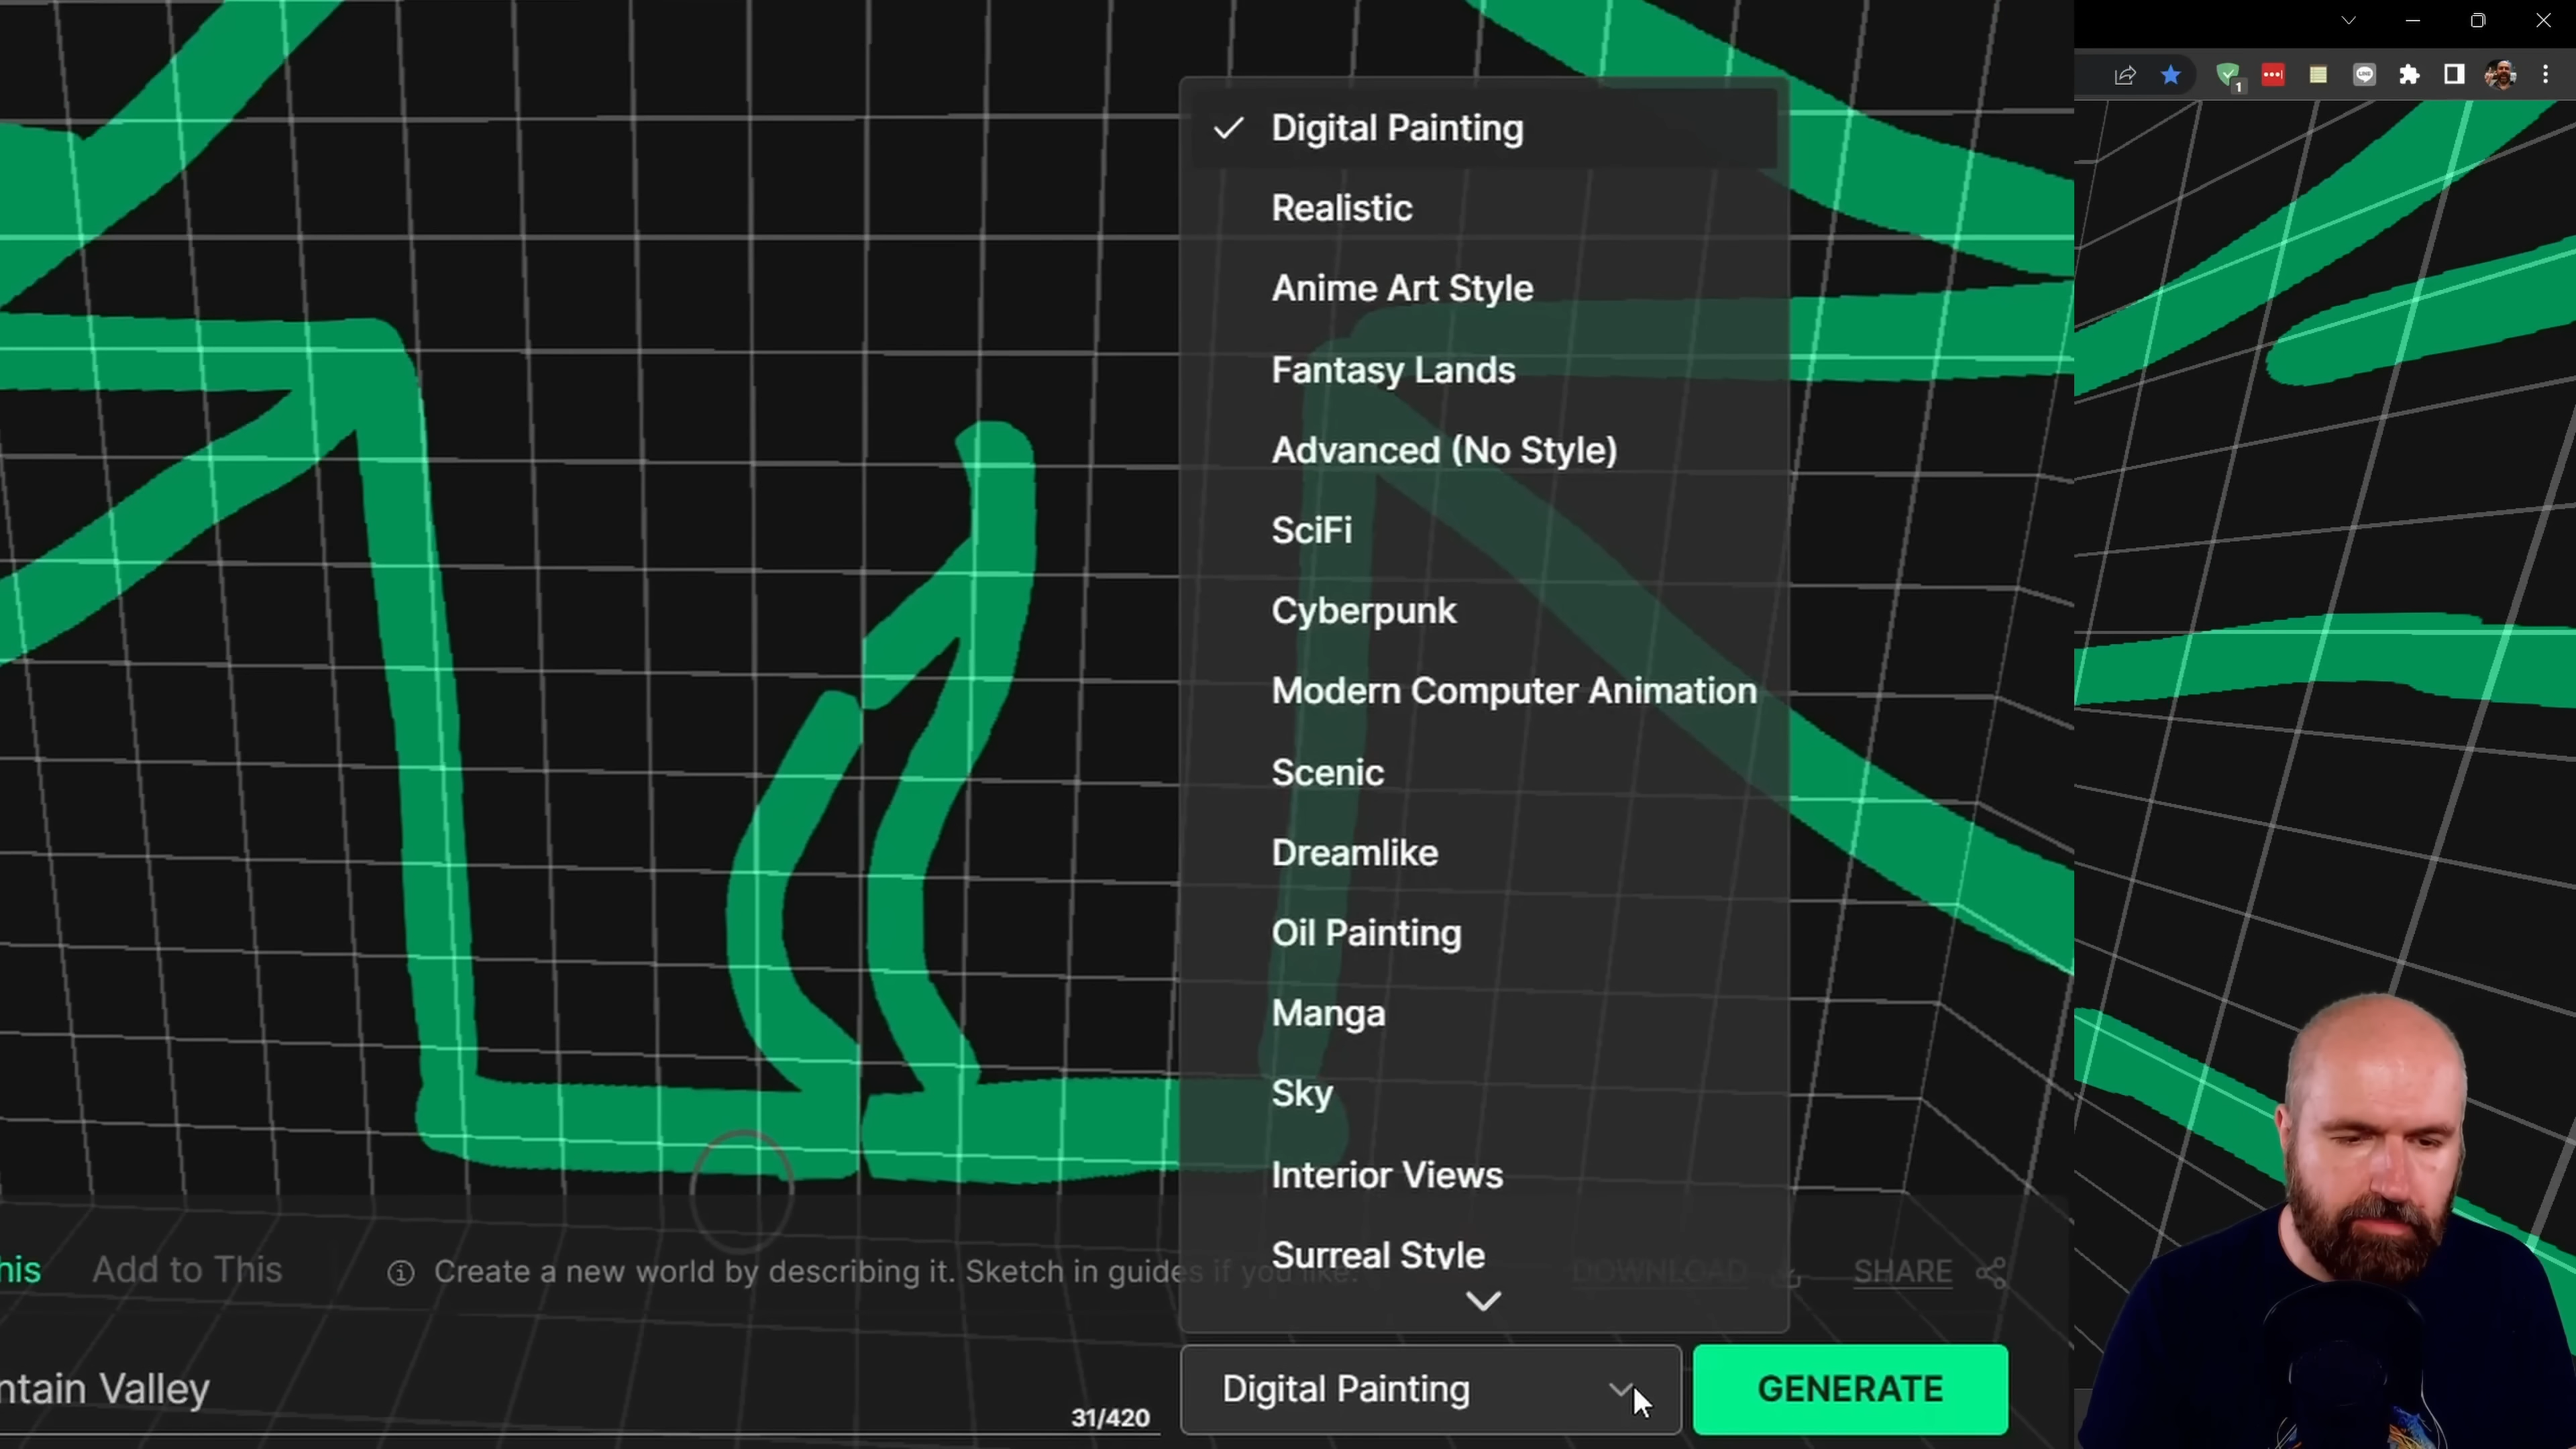 1
Digital Painting
Realistic
Anime Art Style
Fantasy Lands
Advanced (No Style)
SciFi
Cyberpunk
Modern Computer Animation
Scenic
Dreamlike
Oil Painting
Manga
Sky
Interior Views
Surreal Style
his Add to This Create a new world by describing it. Sketch in guides if you like. DOWNLOAD SHARE
ntain Valley
31/420
Digital Painting
GENERATE